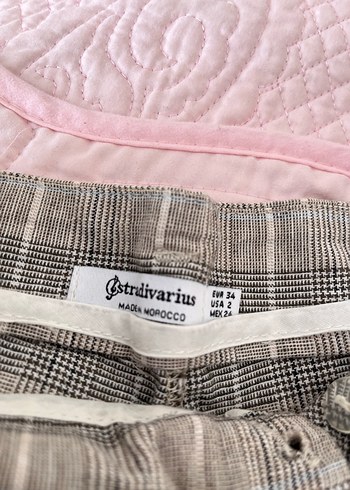 stradivarius
MADE IN MOROCCO
EUR 34
USA 2
MEX 24